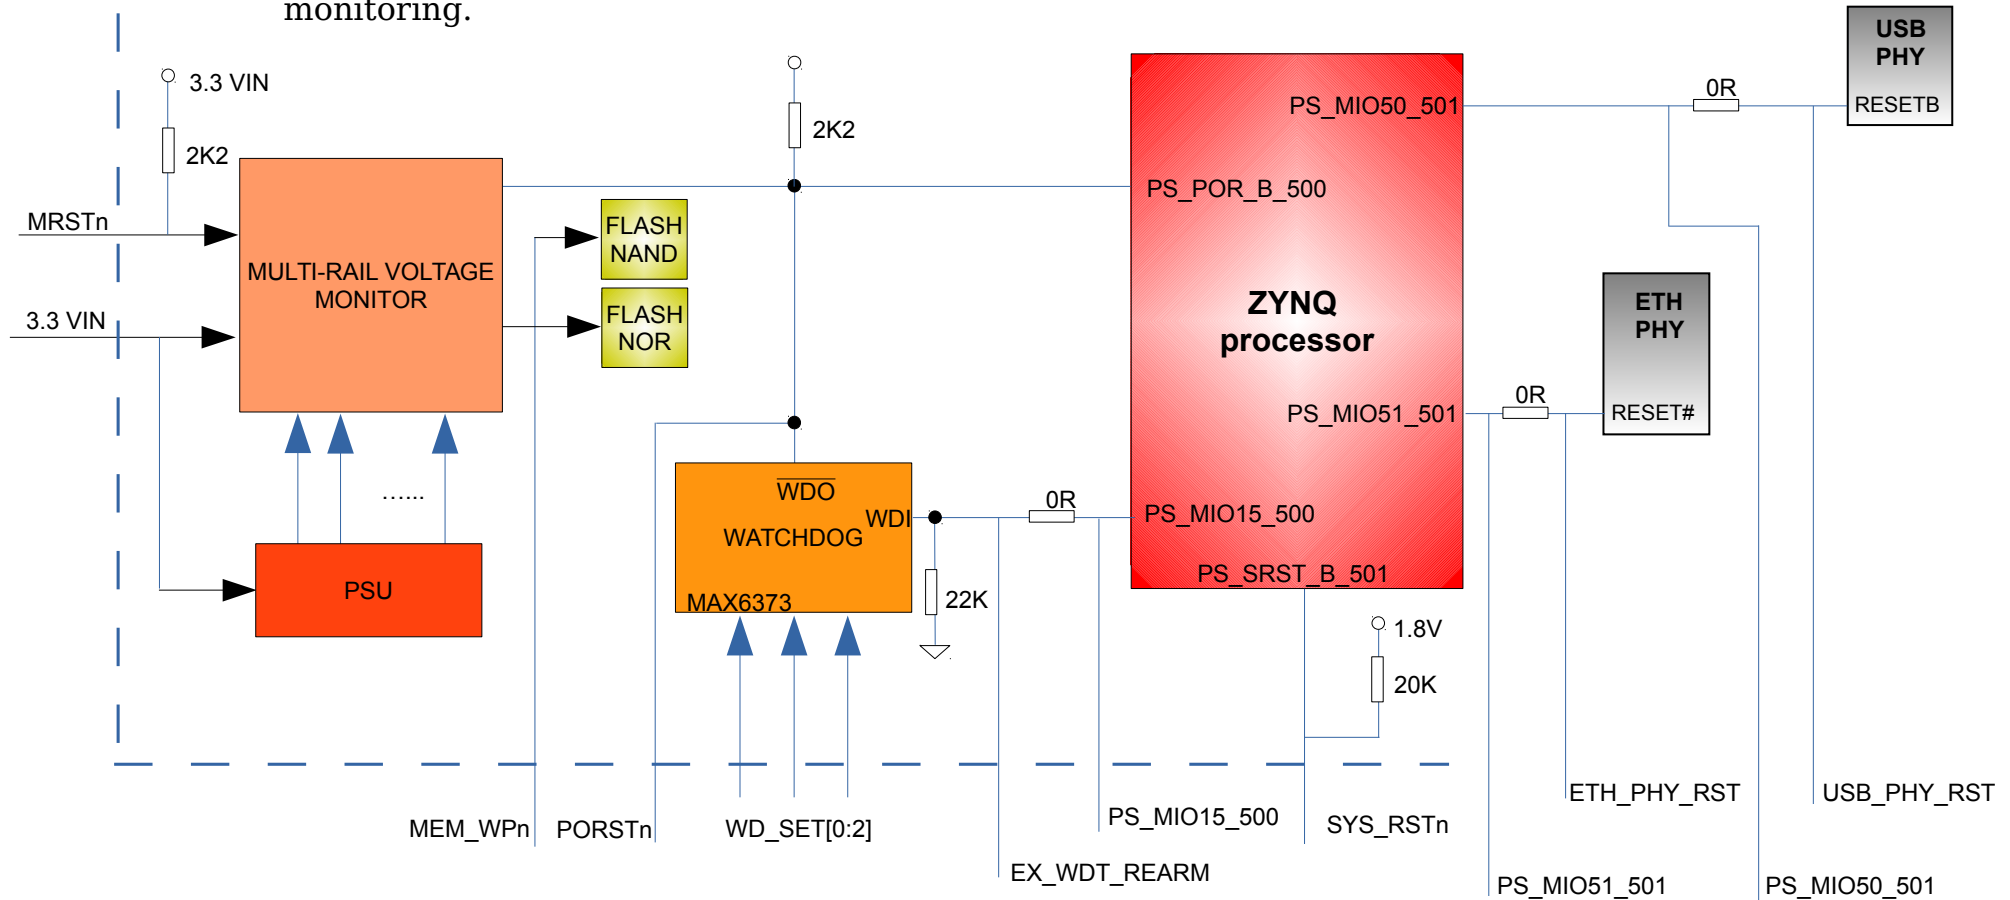 monitoring.
3.3 VIN
2K2
MRSTn
3.3 VIN
MULTI-RAIL VOLTAGE
MONITOR
FLASH
NAND
FLASH
NOR
PSU
…...
2K2
WDO
WDI
WATCHDOG
MAX6373
22K
0R
PS_MIO50_501
PS_POR_B_500
ZYNQ
processor
PS_MIO51_501
PS_MIO15_500
PS_SRST_B_501
1.8V
20K
0R
USB
PHY
RESETB
0R
ETH
PHY
RESET#
MEM_WPn
PORSTn
WD_SET[0:2]
EX_WDT_REARM
PS_MIO15_500
SYS_RSTn
ETH_PHY_RST
USB_PHY_RST
PS_MIO51_501
PS_MIO50_501